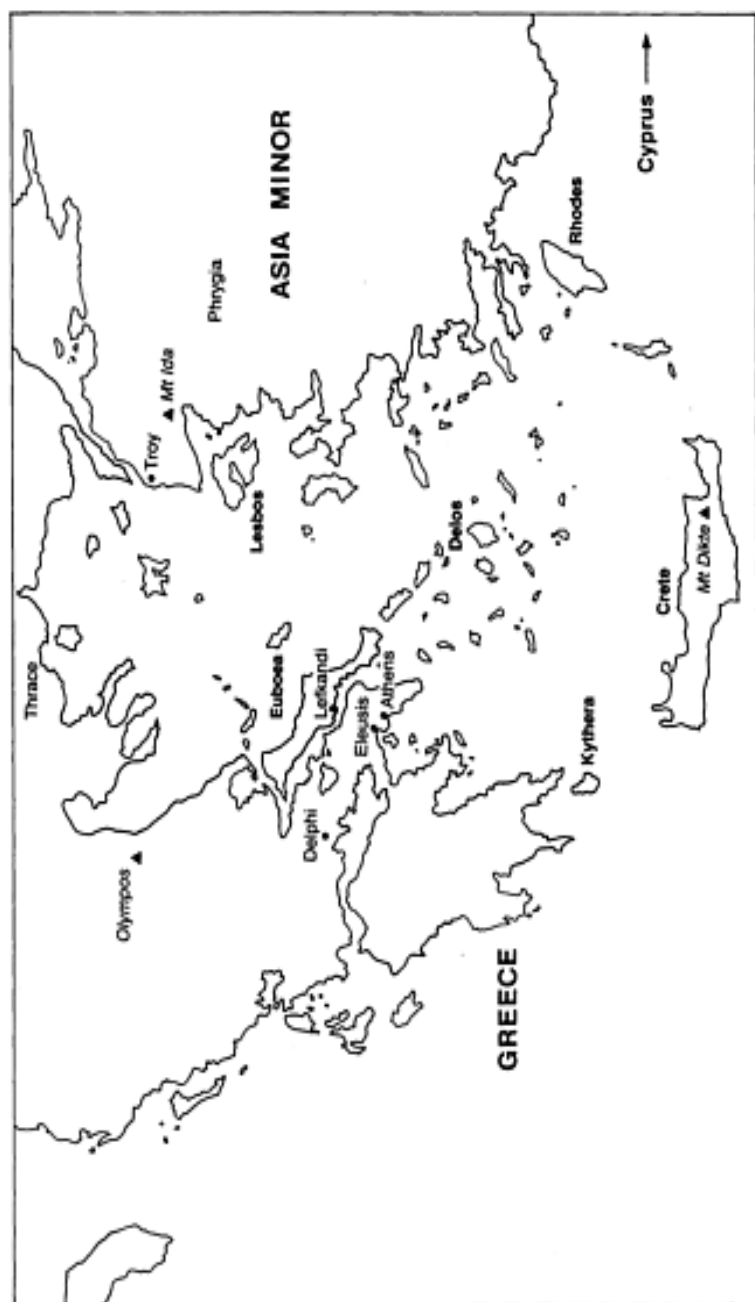 Thrace
Olympos
Troy
Mt Ida
Phrygia
ASIA MINOR
Lesbos
Euboea
Lefkandi
Delphi
Eleusis
Athens
Delos
GREECE
Rhodes
Kythera
Crete
Mt Dikte
Cyprus